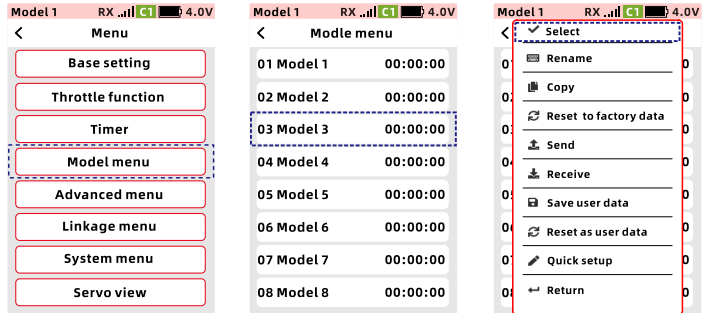 Model 1 RX C1 4.0V
Menu
Base setting
Throttle function
Timer
Model menu
Advanced menu
Linkage menu
System menu
Servo view
Model 1 RX C1 4.0V
Modle menu
01 Model 1 00:00:00
02 Model 2 00:00:00
03 Model 3 00:00:00
04 Model 4 00:00:00
05 Model 5 00:00:00
06 Model 6 00:00:00
07 Model 7 00:00:00
08 Model 8 00:00:00
Model 1 RX C1 4.0V
Select
Rename
Copy
Reset to factory data
Send
Receive
Save user data
Reset as user data
Quick setup
Return